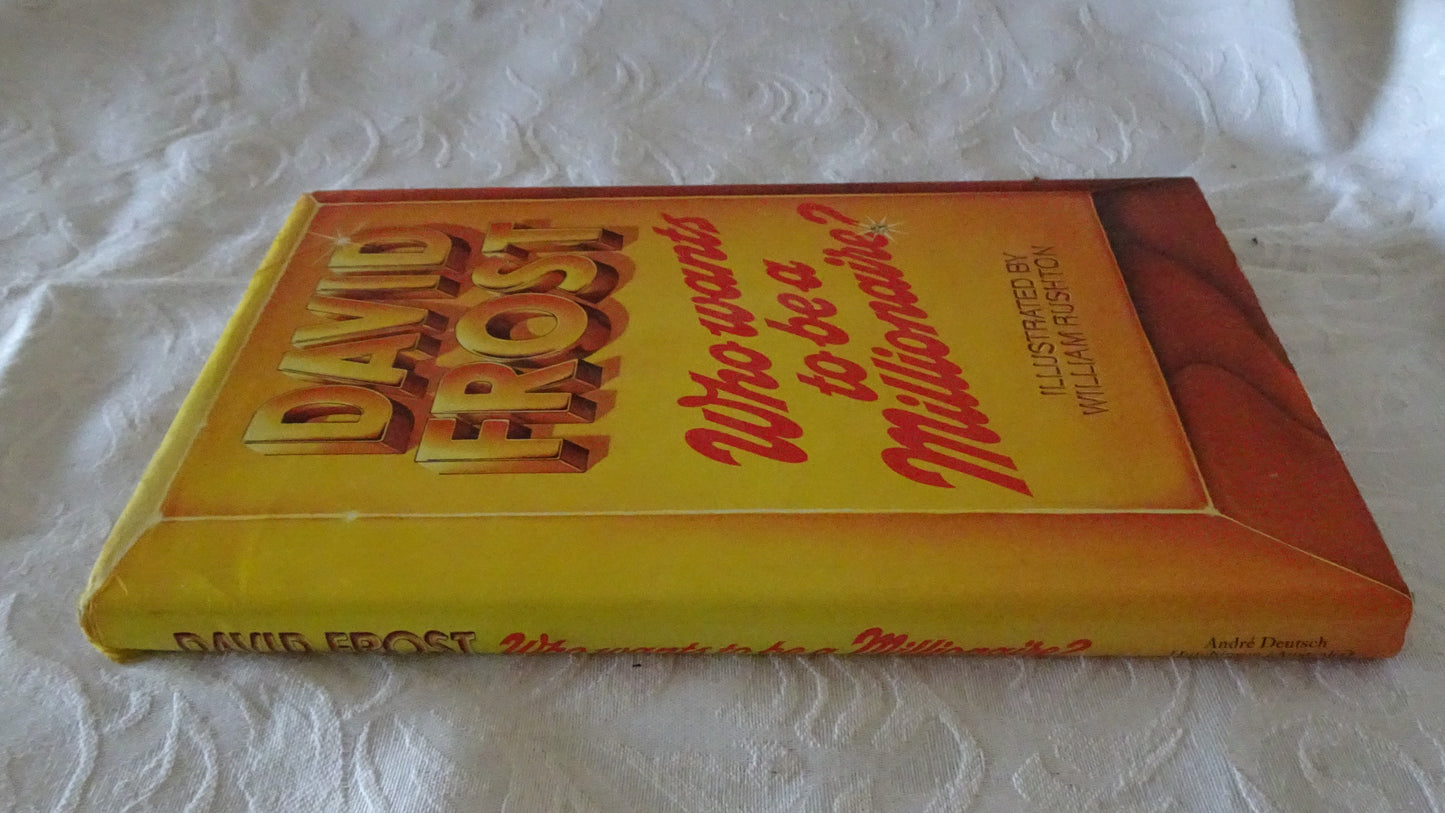 DAVID
FROST
Who wants
to be a
Millionaire?
ILLUSTRATED BY
WILLIAM RUSHTON
DAVID FROST Who wants to be a Millionaire? André Deutsch